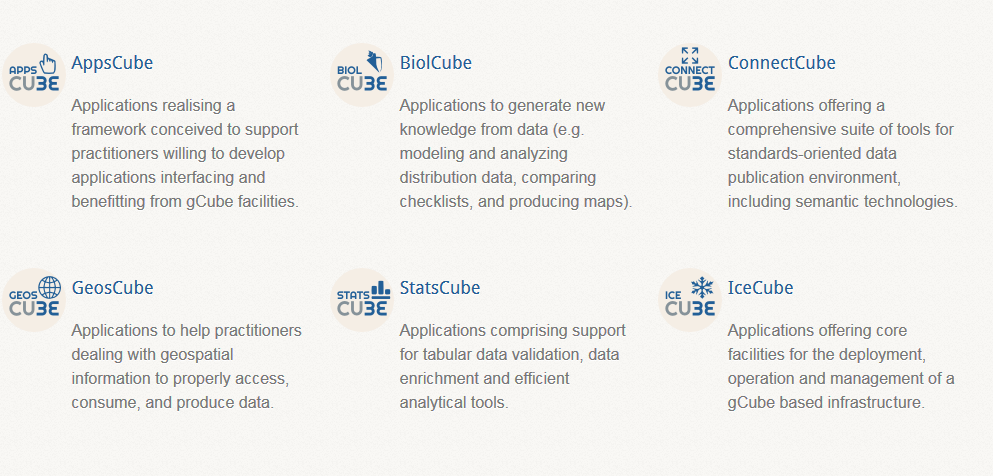 APPS
CUBE
AppsCube
Applications realising a
framework conceived to support
practitioners willing to develop
applications interfacing and
benefitting from gCube facilities.
BIOL
CUBE
BiolCube
Applications to generate new
knowledge from data (e.g.
modeling and analyzing
distribution data, comparing
checklists, and producing maps).
CONNECT
CUBE
ConnectCube
Applications offering a
comprehensive suite of tools for
standards-oriented data
publication environment,
including semantic technologies.
GEOS
CUBE
GeosCube
Applications to help practitioners
dealing with geospatial
information to properly access,
consume, and produce data.
STATS
CUBE
StatsCube
Applications comprising support
for tabular data validation, data
enrichment and efficient
analytical tools.
ICE
CUBE
IceCube
Applications offering core
facilities for the deployment,
operation and management of a
gCube based infrastructure.